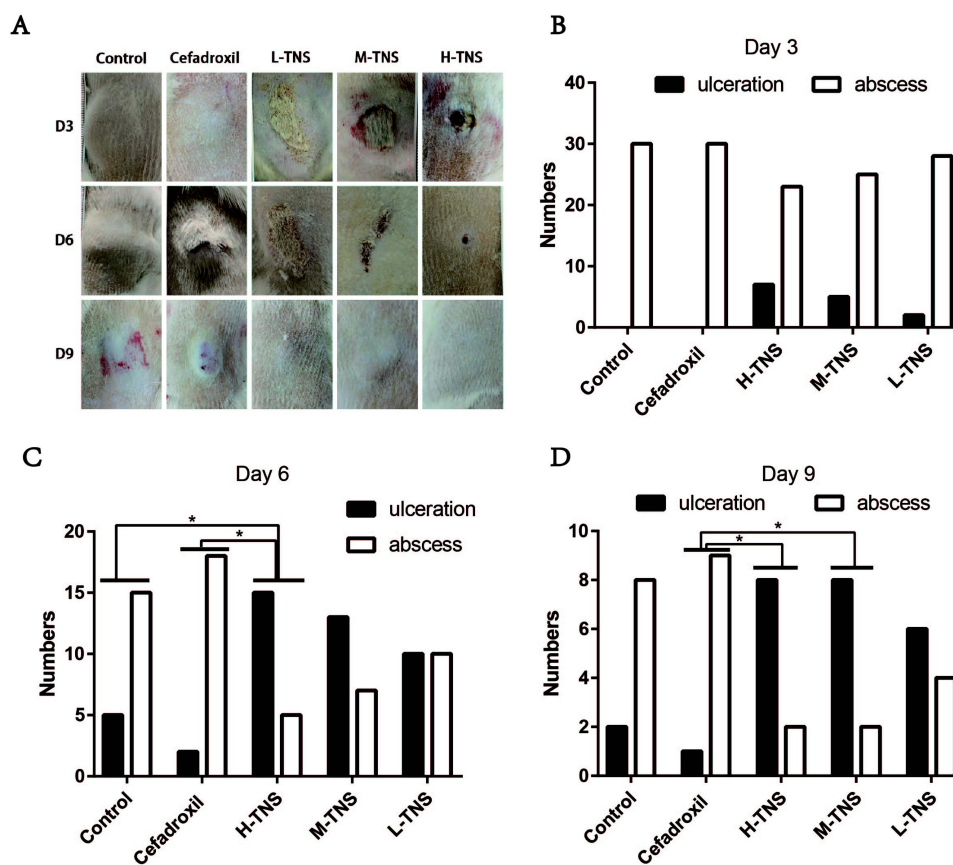 A
Control Cefadroxil L-TNS M-TNS H-TNS
D3
D6
D9
B
Day 3
ulceration abscess
Numbers
40
30
20
10
0
Control
Cefadroxil
H-TNS
M-TNS
L-TNS
C
Day 6
ulceration
abscess
Numbers
20
15
10
5
0
* 
*
Control
Cefadroxil
H-TNS
M-TNS
L-TNS
D
Day 9
ulceration abscess
Numbers
10
8
6
4
2
0
*
*
Control
Cefadroxil
H-TNS
M-TNS
L-TNS